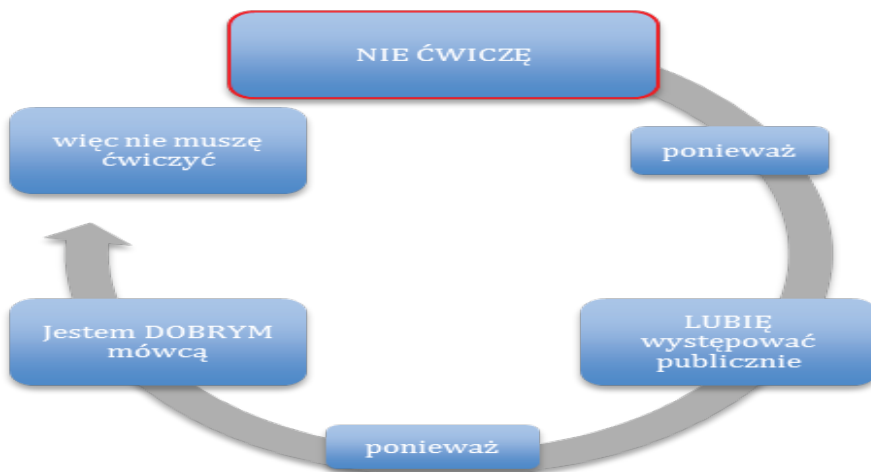 NIE ĆWICZĘ
ponieważ
LUBIĘ
występować
publicznie
ponieważ
Jestem DOBRYM
mówcą
więc nie muszę
ćwiczyć